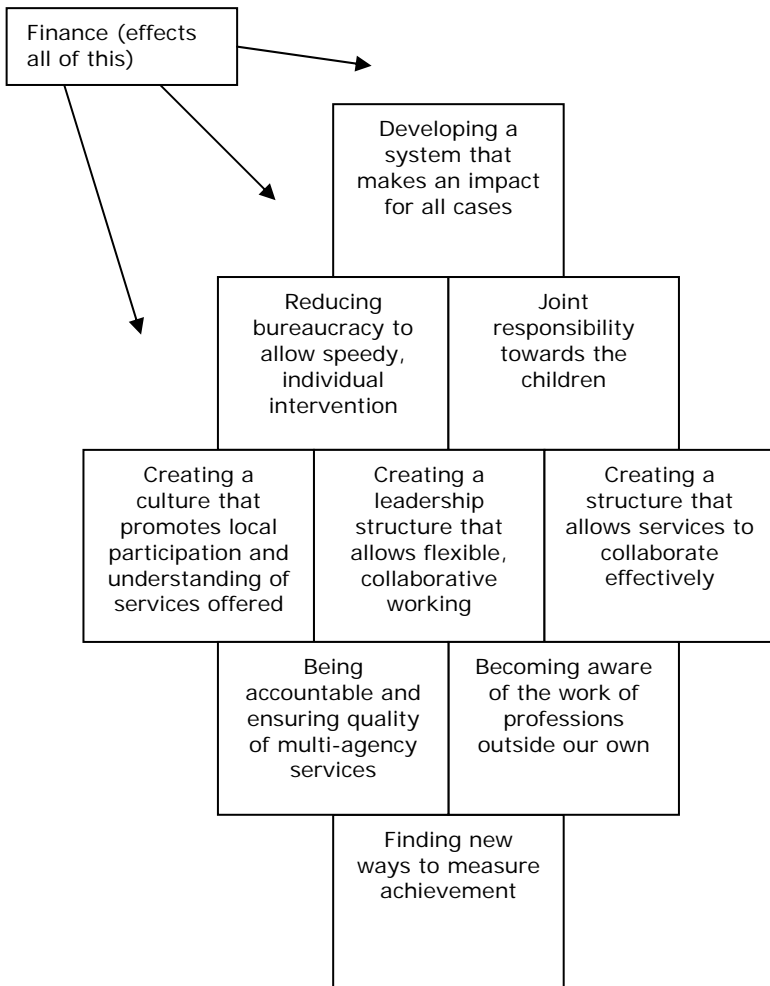 Finance (effects
all of this)
Developing a
system that
makes an impact
for all cases
Reducing
bureaucracy to
allow speedy,
individual
intervention
Joint
responsibility
towards the
children
Creating a
culture that
promotes local
participation and
understanding of
services offered
Creating a
leadership
structure that
allows flexible,
collaborative
working
Creating a
structure that
allows services to
collaborate
effectively
Being
accountable and
ensuring quality
of multi-agency
services
Becoming aware
of the work of
professions
outside our own
Finding new
ways to measure
achievement